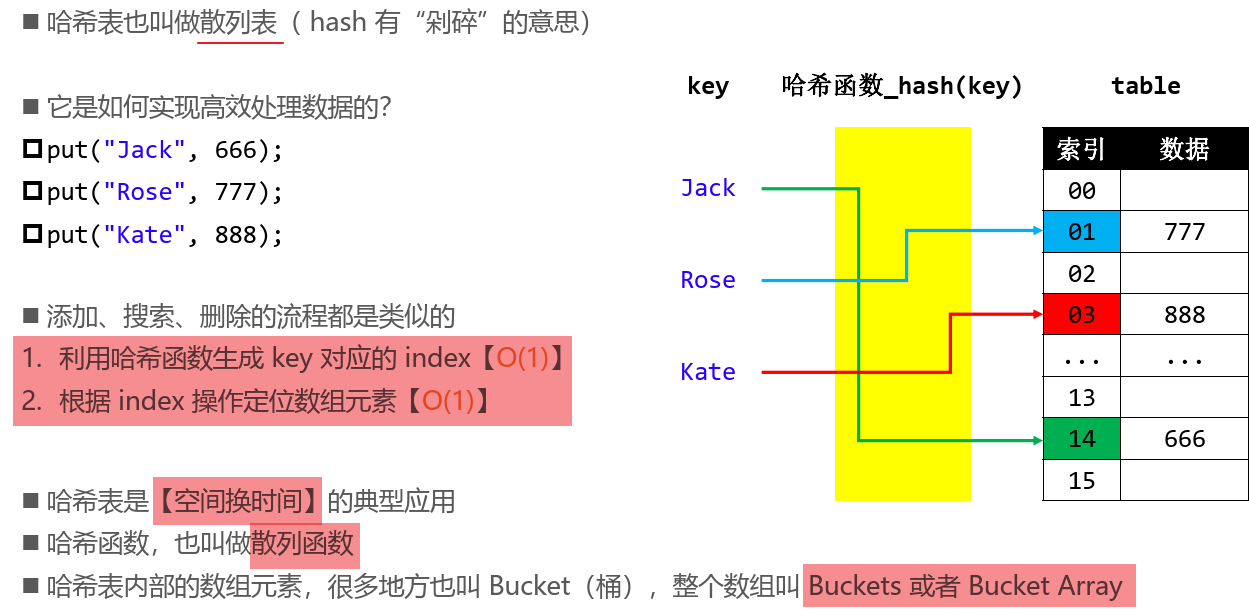 ■ 哈希表也叫做散列表（ hash 有“剁碎”的意思）
■ 它是如何实现高效处理数据的？
put("Jack", 666);
put("Rose", 777);
put("Kate", 888);
■ 添加、搜索、删除的流程都是类似的
1. 利用哈希函数生成 key 对应的 index【O(1)】
2. 根据 index 操作定位数组元素【O(1)】
■ 哈希表是【空间换时间】的典型应用
■ 哈希函数，也叫做散列函数
■ 哈希表内部的数组元素，很多地方也叫 Bucket（桶），整个数组叫 Buckets 或者 Bucket Array
key 哈希函数_hash(key) table
Jack
Rose
Kate
索引 数据
00
01 777
02
03 888
... ...
13
14 666
15